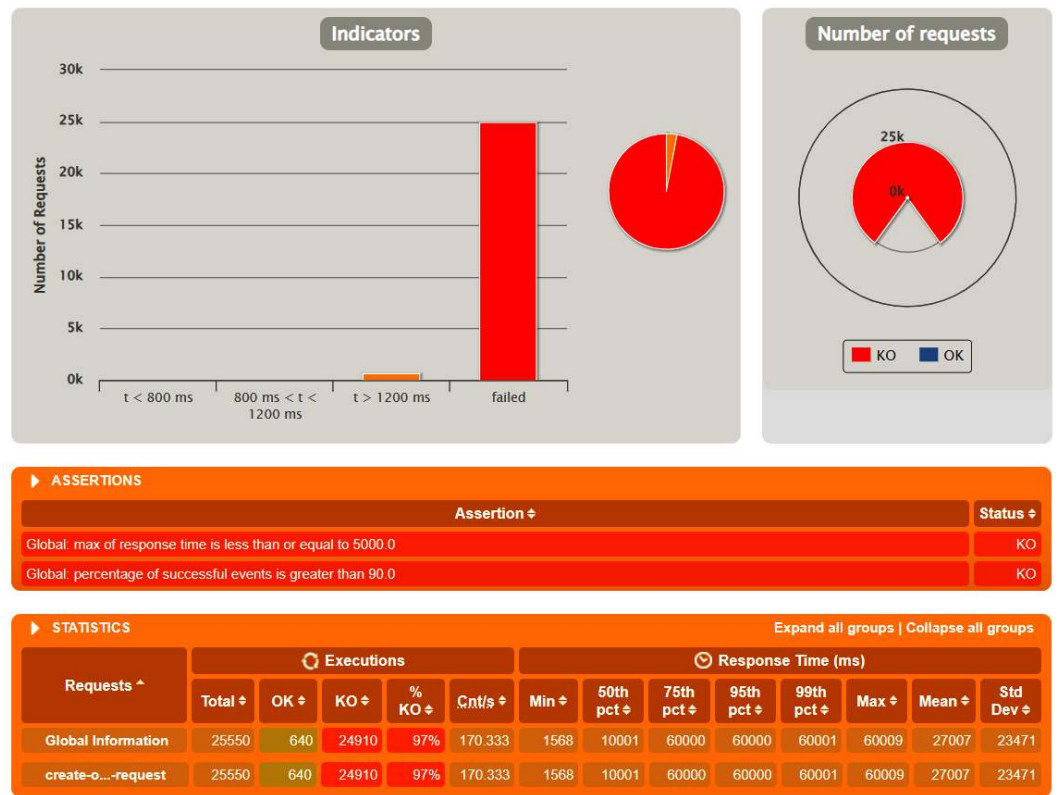 Indicators
Number of requests
30k
25k
20k
15k
10k
5k
0k
Number of Requests
t < 800 ms
800 ms < t <
1200 ms
t > 1200 ms
failed
25k
0k
KO OK
ASSERTIONS
Assertion Status
Global: max of response time is less than or equal to 5000.0 KO
Global: percentage of successful events is greater than 90.0 KO
STATISTICS Expand all groups | Collapse all groups
Requests Executions Response Time (ms)
Total OK KO % KO Cnt/s Min 50th pct 75th pct 95th pct 99th pct Max Mean Std Dev
Global Information 25550 640 24910 97% 170.333 1568 10001 60000 60000 60001 60009 27007 23471
create-o...-request 25550 640 24910 97% 170.333 1568 10001 60000 60000 60001 60009 27007 23471